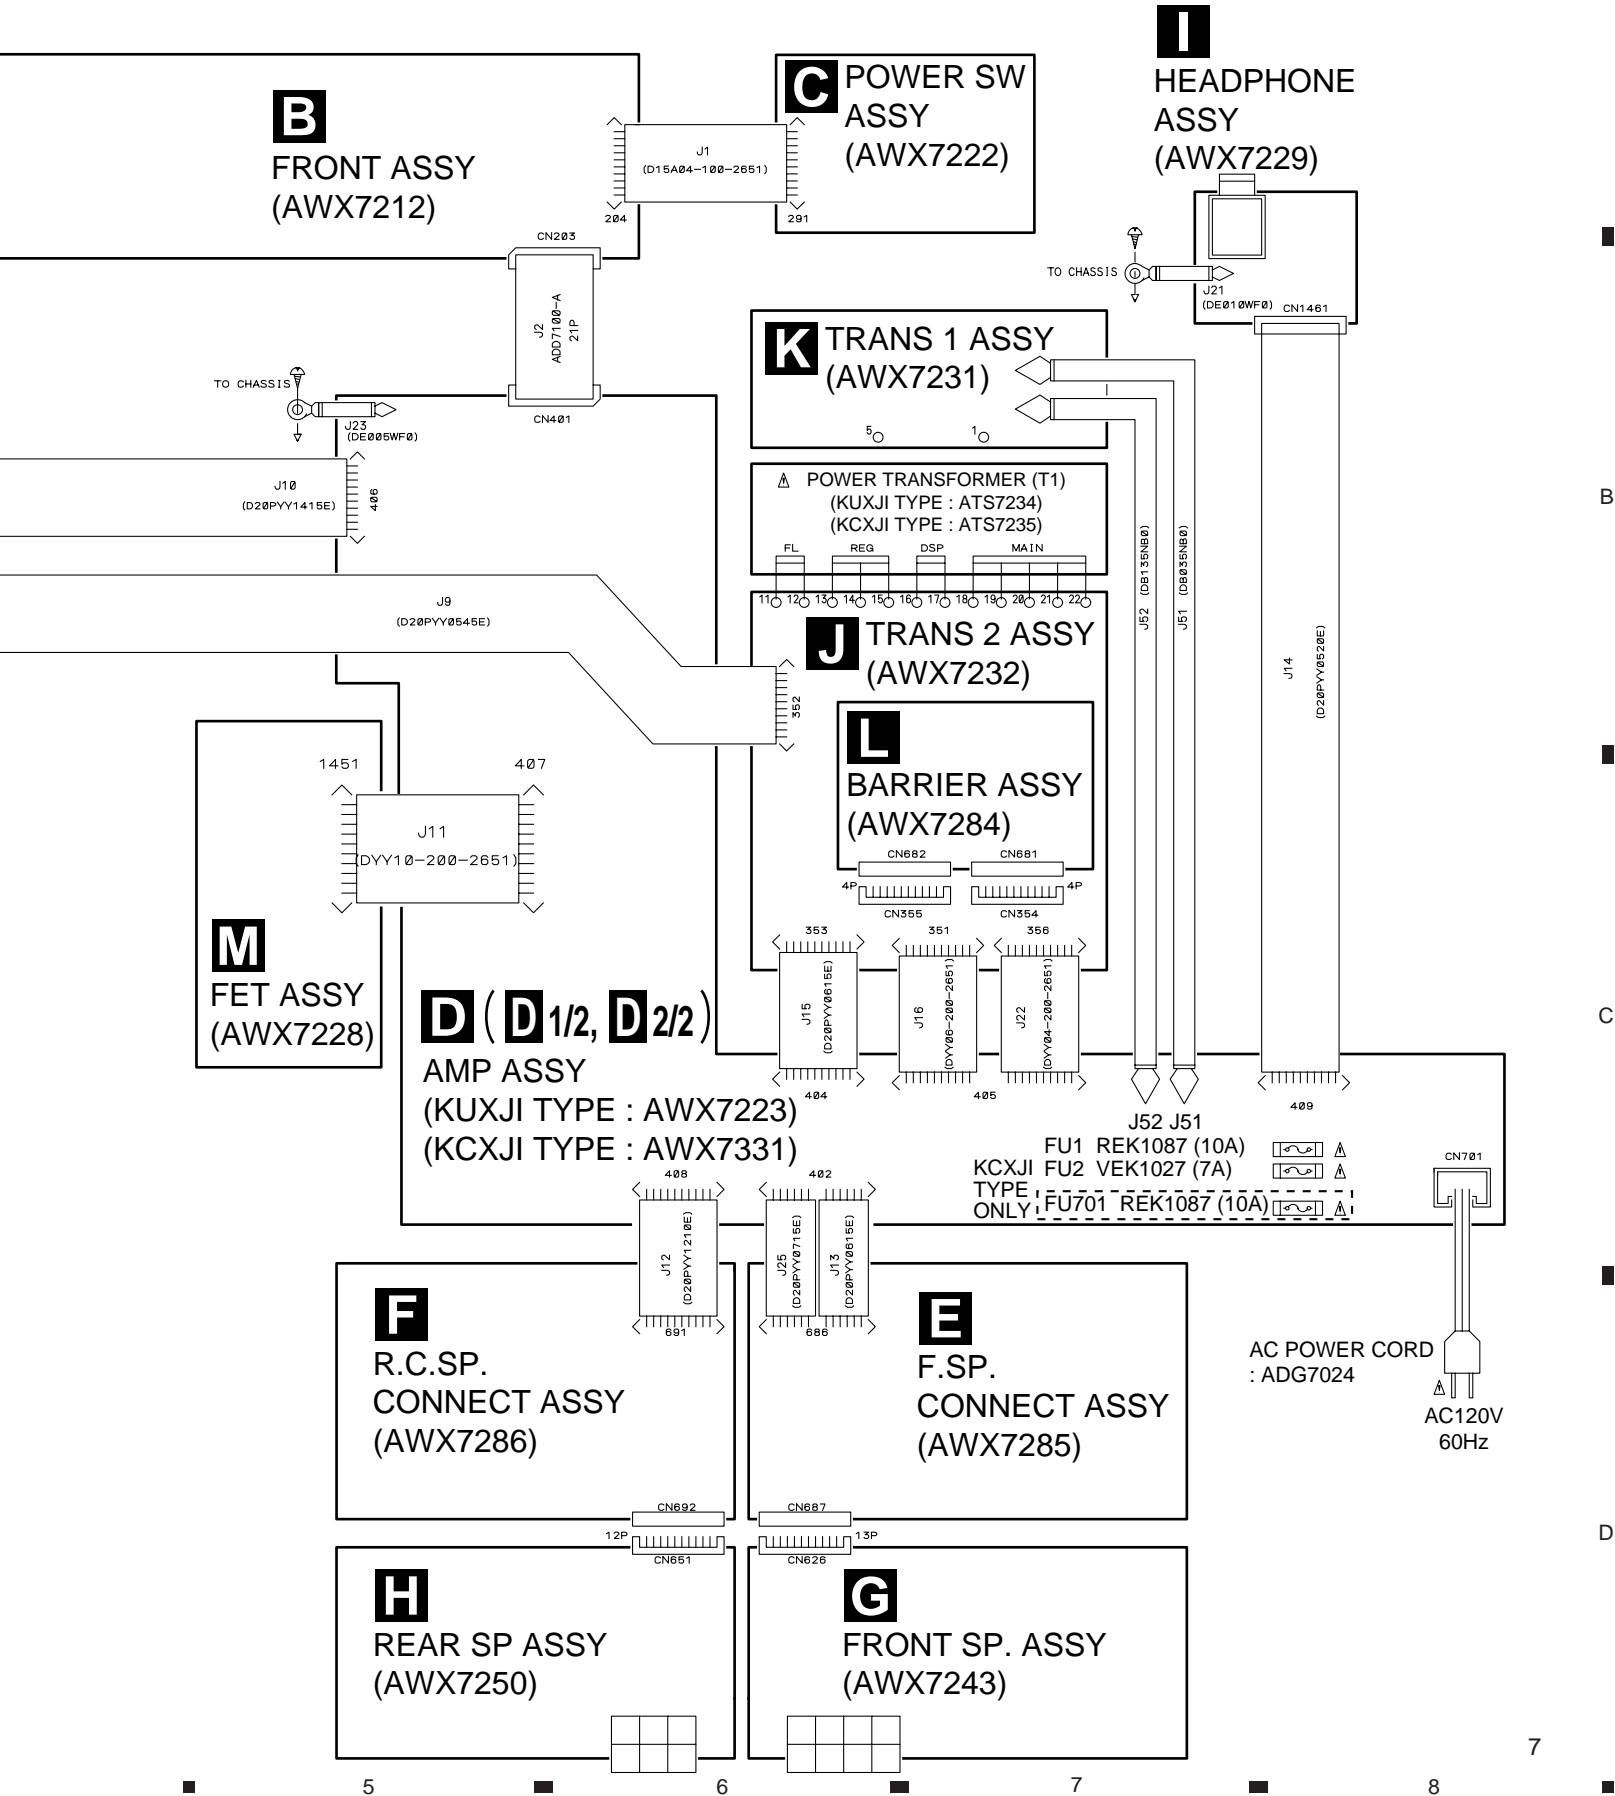 I
HEADPHONE
ASSY
(AWX7229)
B
FRONT ASSY
(AWX7212)
C POWER SW
ASSY
(AWX7222)
J1
(D15A04-100-2651)
204
291
CN203
J2
ADD7100-A
21P
CN401
TO CHASSIS
J21
(DE010WF0)
CN1461
K TRANS 1 ASSY
(AWX7231)
5
1
TO CHASSIS
J23
(DE005WF0)
J10
(D20PYY1415E)
406
POWER TRANSFORMER (T1)
(KUXJI TYPE : ATS7234)
(KCXJI TYPE : ATS7235)
FL REG DSP MAIN
11 12 13 14 15 16 17 18 19 20 21 22
B
J9
(D20PYY0545E)
352
J TRANS 2 ASSY
(AWX7232)
J52 (DB135NB0)
J51 (DB035NB0)
J14
(D20PYY0520E)
L
BARRIER ASSY
(AWX7284)
CN682
CN681
4P
4P
CN355
CN354
1451
407
J11
(DYY10-200-2651)
M
FET ASSY
(AWX7228)
353
351
356
J15
(D20PYY0615E)
J16
(DYY06-200-2651)
J22
(DYY04-200-2651)
404
405
409
C
D ( D 1/2, D 2/2 )
AMP ASSY
(KUXJI TYPE : AWX7223)
(KCXJI TYPE : AWX7331)
J52 J51
FU1 REK1087 (10A)
FU2 VEK1027 (7A)
KCXJI
TYPE
ONLY
FU701 REK1087 (10A)
CN701
408
402
J12
(D20PYY1210E)
J25
(D20PYY0715E)
J13
(D20PYY0615E)
691
686
F
R.C.SP.
CONNECT ASSY
(AWX7286)
E
F.SP.
CONNECT ASSY
(AWX7285)
AC POWER CORD
: ADG7024
AC120V
60Hz
CN692
CN687
12P
13P
CN651
CN626
D
H
REAR SP ASSY
(AWX7250)
G
FRONT SP. ASSY
(AWX7243)
7
5
6
7
8